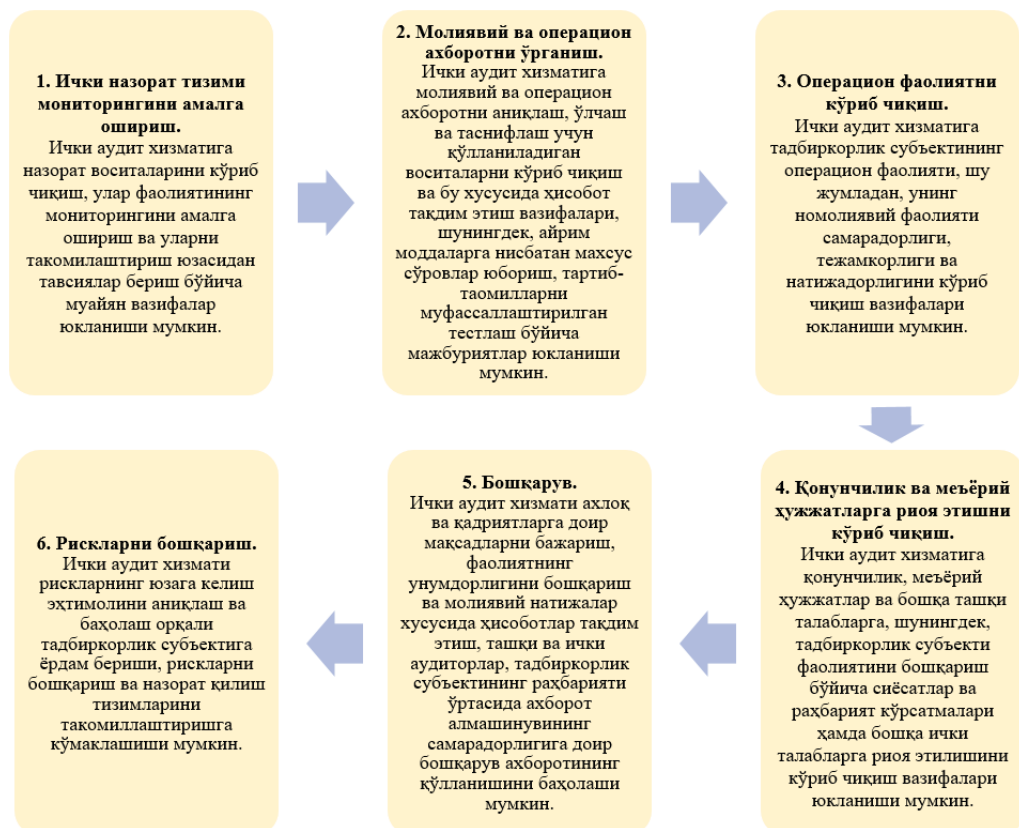 1. Ички назорат тизими
мониторингини амалга
ошириш.
Ички аудит хизматига
назорат воситаларини кўриб
чиқиш, улар фаолиятининг
мониторингини амалга
ошириш ва уларни
такомилаштириш юзасидан
тавсиялар бериш бўйича
муайян вазифалар
юкланиши мумкин.
2. Молиявий ва операцион
ахборотни ўрганиш.
Ички аудит хизматига
молиявий ва операцион
ахборотни аниқлаш, ўлчаш
ва таснифлаш учун
қўлланиладиган
воситаларни кўриб чиқиш
ва бу хусусида ҳисобот
тақдим этиш вазифалари,
шунингдек, айрим
моддаларга нисбатан махсус
сўровлар юбориш, тартиб-
таомилларни
муфассаллаштирилган
тестлаш бўйича
мажбуриятлар юкланиши
мумкин.
3. Операцион фаолиятни
кўриб чиқиш.
Ички аудит хизматига
тадбиркорлик субъектининг
операцион фаолияти, шу
жумладан, унинг
номолиявий фаолияти
самарадорлиги,
тежамкорлиги ва
натижадорлигини кўриб
чиқиш вазифалари
юкланиши мумкин.
4. Қонунчилик ва меъёрий
ҳужжатларга риоя этишни
кўриб чиқиш.
Ички аудит хизматига
қонунчилик, меъёрий
ҳужжатлар ва бошқа ташқи
талабларга, шунингдек,
тадбиркорлик субъекти
фаолиятини бошқариш
бўйича сиёсатлар ва
раҳбарият кўрсатмалари
ҳамда бошқа ички
талабларга риоя этилишини
кўриб чиқиш вазифалари
юкланиши мумкин.
5. Бошқарув.
Ички аудит хизмати ахлоқ
ва қадриятларга доир
мақсадларни бажариш,
фаолиятнинг
унумдорлигини бошқариш
ва молиявий натижалар
хусусида ҳисоботлар тақдим
этиш, ташқи ва ички
аудиторлар, тадбиркорлик
субъектининг раҳбарияти
ўртасида ахборот
алмашинувининг
самарадорлигига доир
бошқарув ахборотининг
қўлланишини баҳолаши
мумкин.
6. Рискларни бошқариш.
Ички аудит хизмати
рискларнинг юзага келиш
эҳтимолини аниқлаш ва
баҳолаш орқали
тадбиркорлик субъектига
ёрдам бериши, рискларни
бошқариш ва назорат қилиш
тизимларини
такомиллаштиришга
кўмаклашиши мумкин.